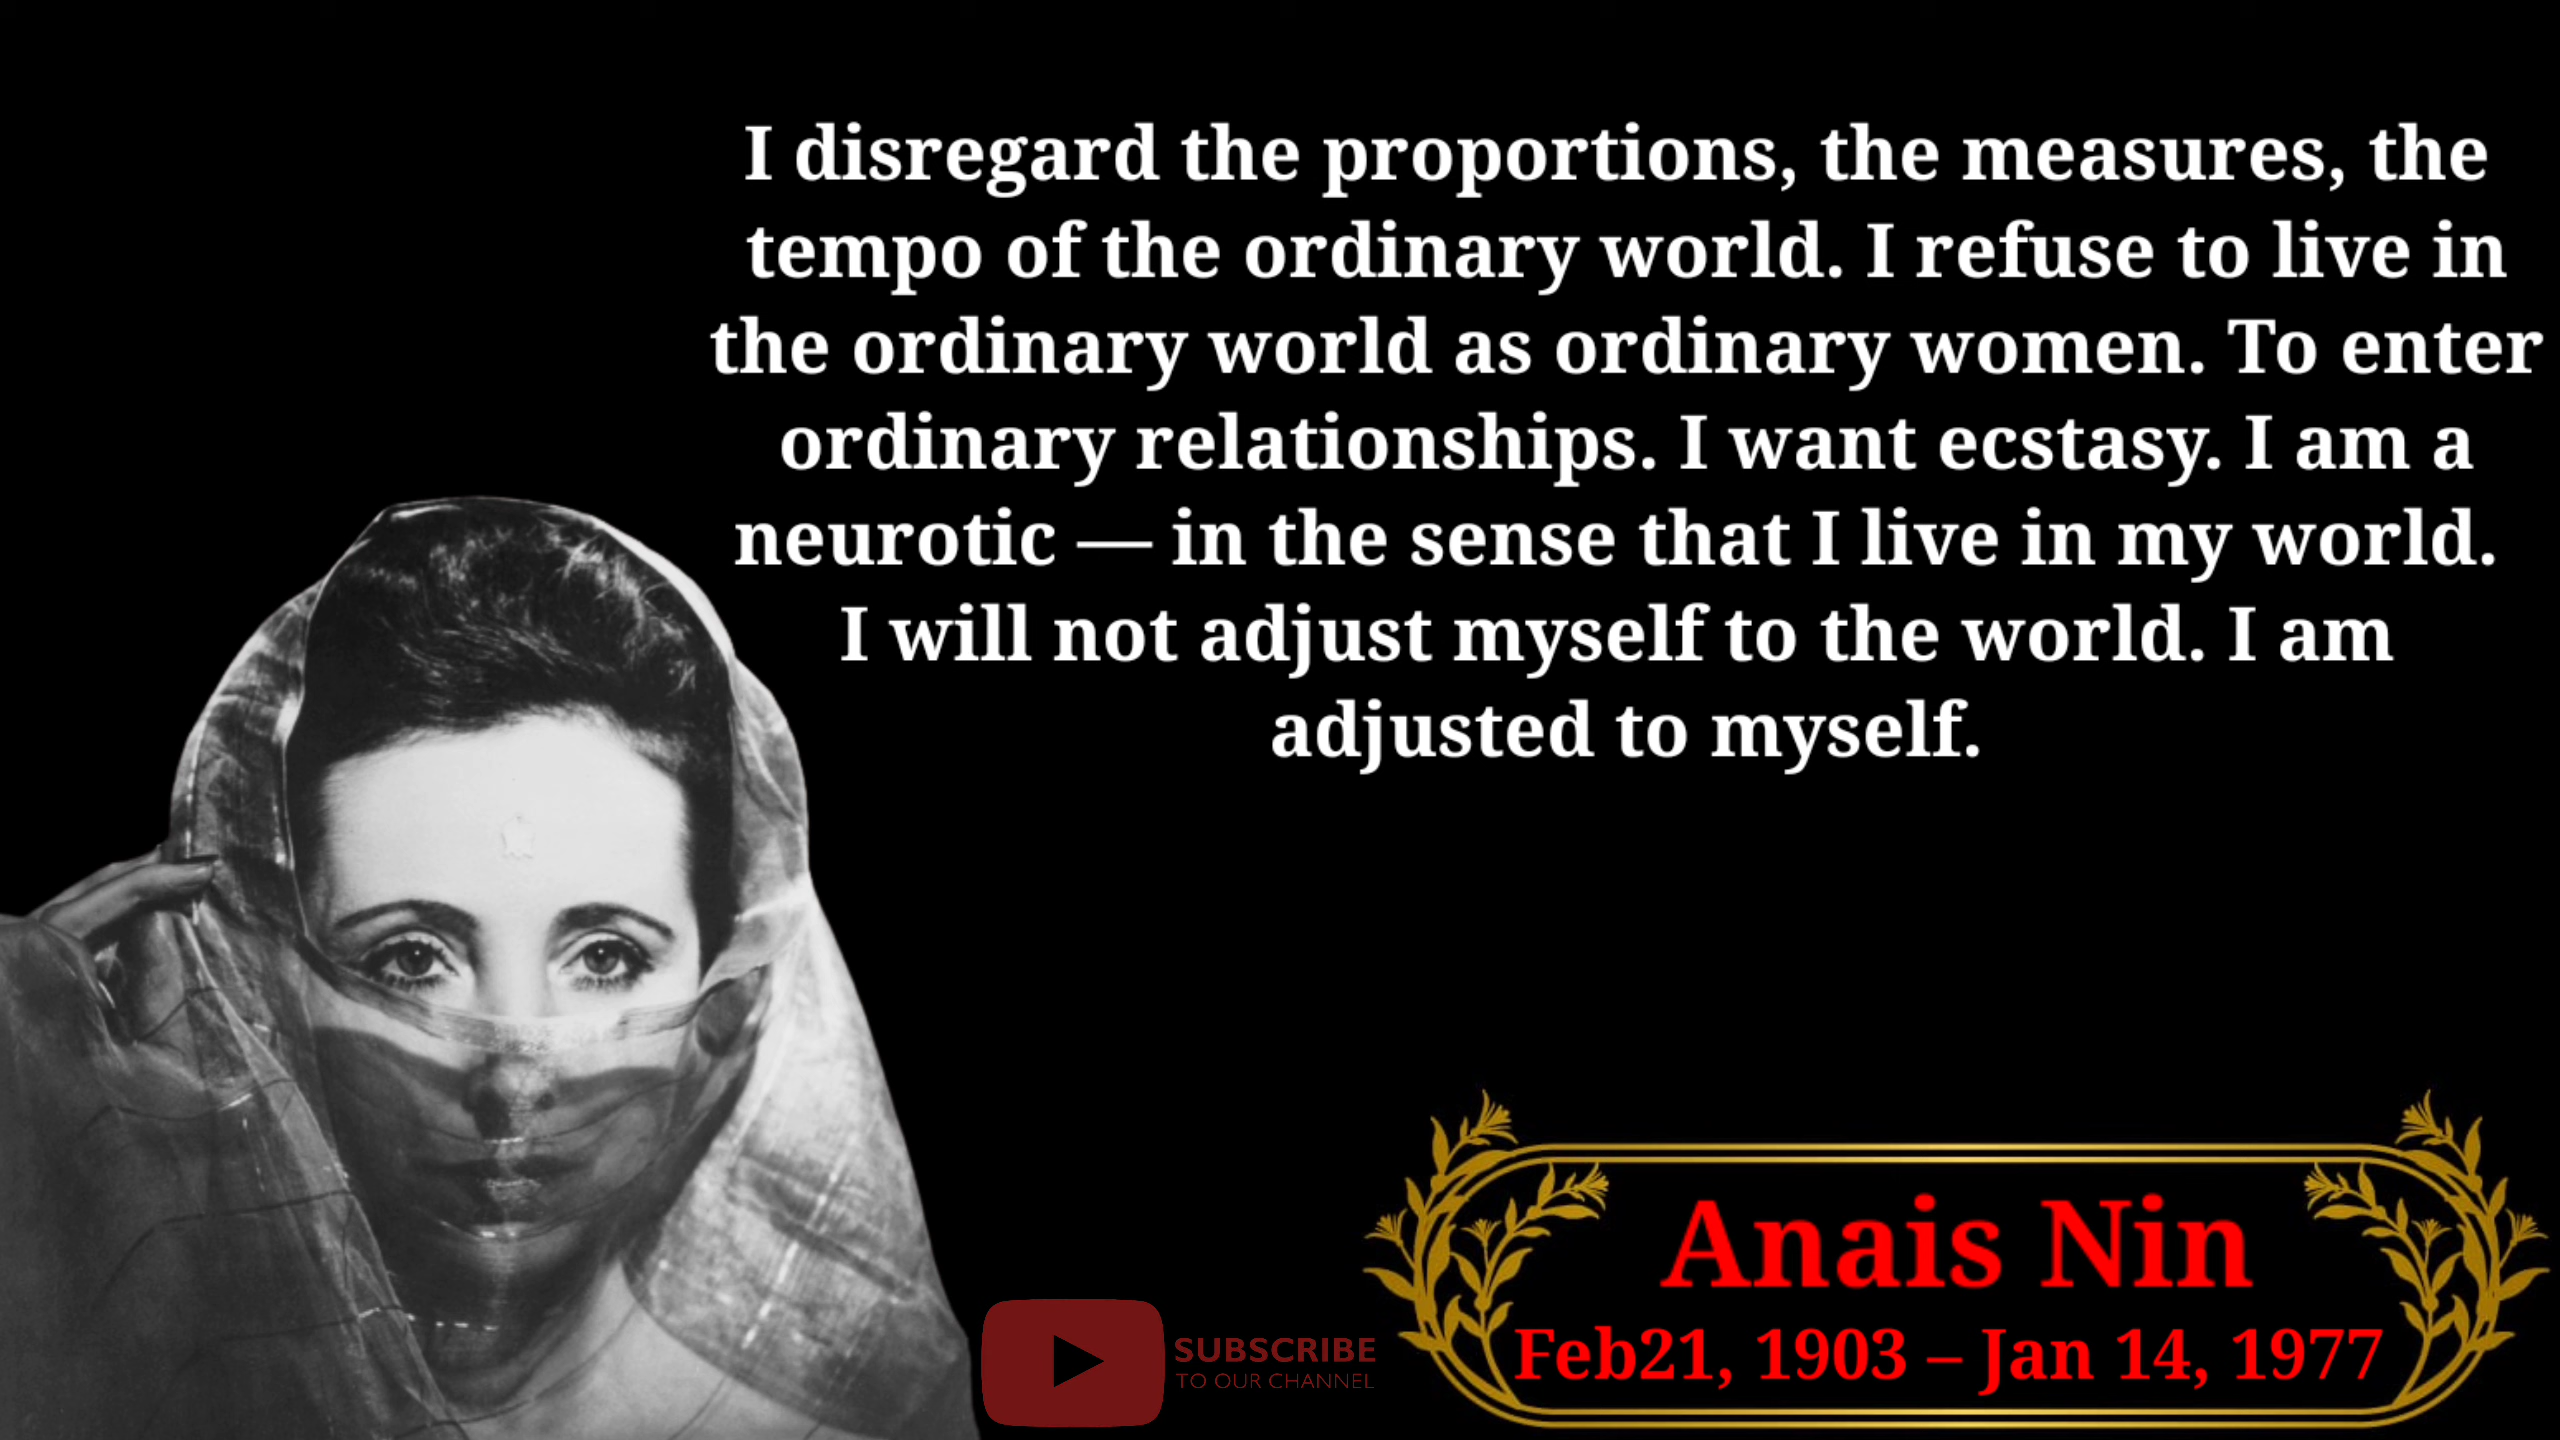 I disregard the proportions, the measures, the
tempo of the ordinary world. I refuse to live in
the ordinary world as ordinary women. To enter
ordinary relationships. I want ecstasy. I am a
neurotic — in the sense that I live in my world.
I will not adjust myself to the world. I am
adjusted to myself.
Anais Nin
Feb21, 1903 – Jan 14, 1977
SUBSCRIBE
TO OUR CHANNEL